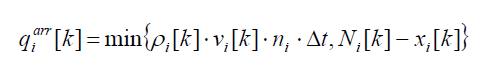 q_i^{arr}[k] = min{ρ_i[k]·v_i[k]·n_i·Δt, N_i[k] − x_i[k]}